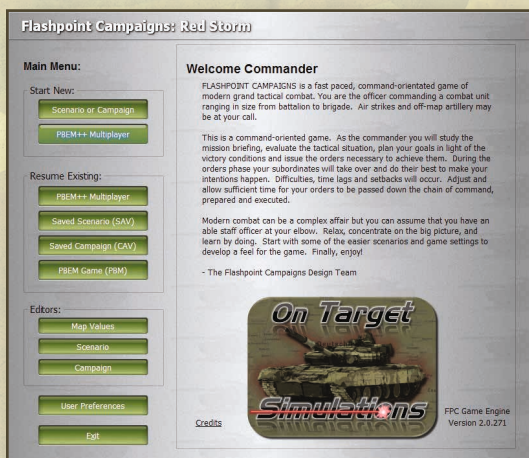 Flashpoint Campaigns: Red Storm
Main Menu:
Start New:
Scenario or Campaign
PBEM++ Multiplayer
Resume Existing:
PBEM++ Multiplayer
Saved Scenario (SAV)
Saved Campaign (CAV)
PBEM Game (PBM)
Editors:
Map Values
Scenario
Campaign
User Preferences
Exit
Welcome Commander
FLASHPOINT CAMPAIGNS is a fast paced, command-orientated game of
modern grand tactical combat. You are the officer commanding a combat unit
ranging in size from battalion to brigade. Air strikes and off-map artillery may
be at your call.
This is a command-oriented game. As the commander you will study the
mission briefing, evaluate the tactical situation, plan your goals in light of the
victory conditions and issue the orders necessary to achieve them. During the
orders phase your subordinates will take over and do their best to make your
intentions happen. Difficulties, time lags and setbacks will occur. Adjust and
allow sufficient time for your orders to be passed down the chain of command,
prepared and executed.
Modern combat can be a complex affair but you can assume that you have an
able staff officer at your elbow. Relax, concentrate on the big picture, and
learn by doing. Start with some of the easier scenarios and game settings to
develop a feel for the game. Finally, enjoy!
- The Flashpoint Campaigns Design Team
On Target
Simulations
Credits
FPC Game Engine
Version 2.0.271